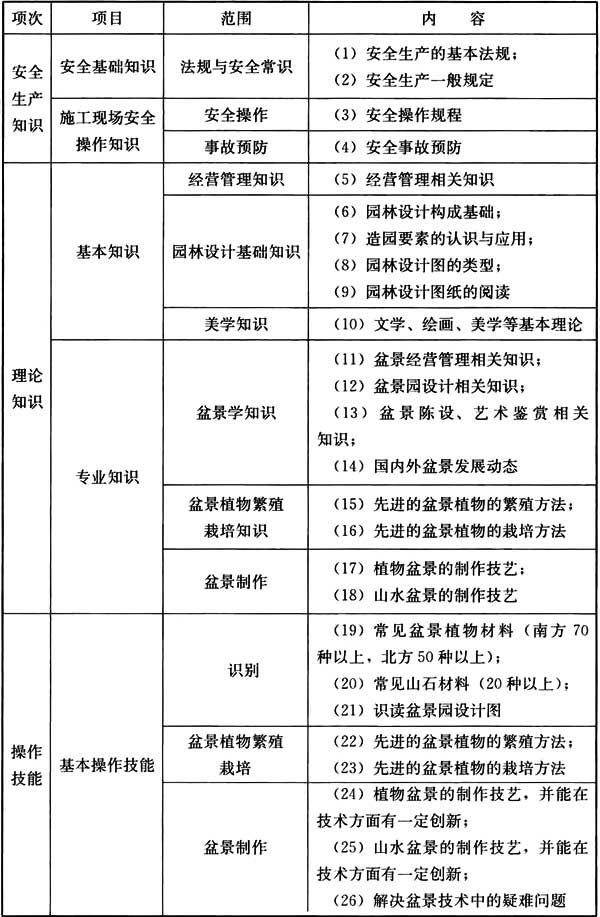 项次 项目 范围 内 容
安全
生产
知识
安全基础知识
法规与安全常识
（1）安全生产的基本法规；
（2）安全生产一般规定
施工现场安全
操作知识
安全操作
（3）安全操作规程
事故预防
（4）安全事故预防
理论
知识
基本知识
经营管理知识
（5）经营管理相关知识
园林设计基础知识
（6）园林设计构成基础；
（7）造园要素的认识与应用；
（8）园林设计图的类型；
（9）园林设计图纸的阅读
美学知识
（10）文学、绘画、美学等基本理论
专业知识
盆景学知识
（11）盆景经营管理相关知识；
（12）盆景园设计相关知识；
（13）盆景陈设、艺术鉴赏相关
知识；
（14）国内外盆景发展动态
盆景植物繁殖
栽培知识
（15）先进的盆景植物的繁殖方法；
（16）先进的盆景植物的栽培方法
盆景制作
（17）植物盆景的制作技艺；
（18）山水盆景的制作技艺
操作
技能
基本操作技能
识别
（19）常见盆景植物材料（南方70
种以上，北方50种以上）；
（20）常见山石材料（20种以上）；
（21）识读盆景园设计图
盆景植物繁殖
栽培
（22）先进的盆景植物的繁殖方法；
（23）先进的盆景植物的栽培方法
盆景制作
（24）植物盆景的制作技艺，并能在
技术方面有一定创新；
（25）山水盆景的制作技艺，并能在
技术方面有一定创新；
（26）解决盆景技术中的疑难问题